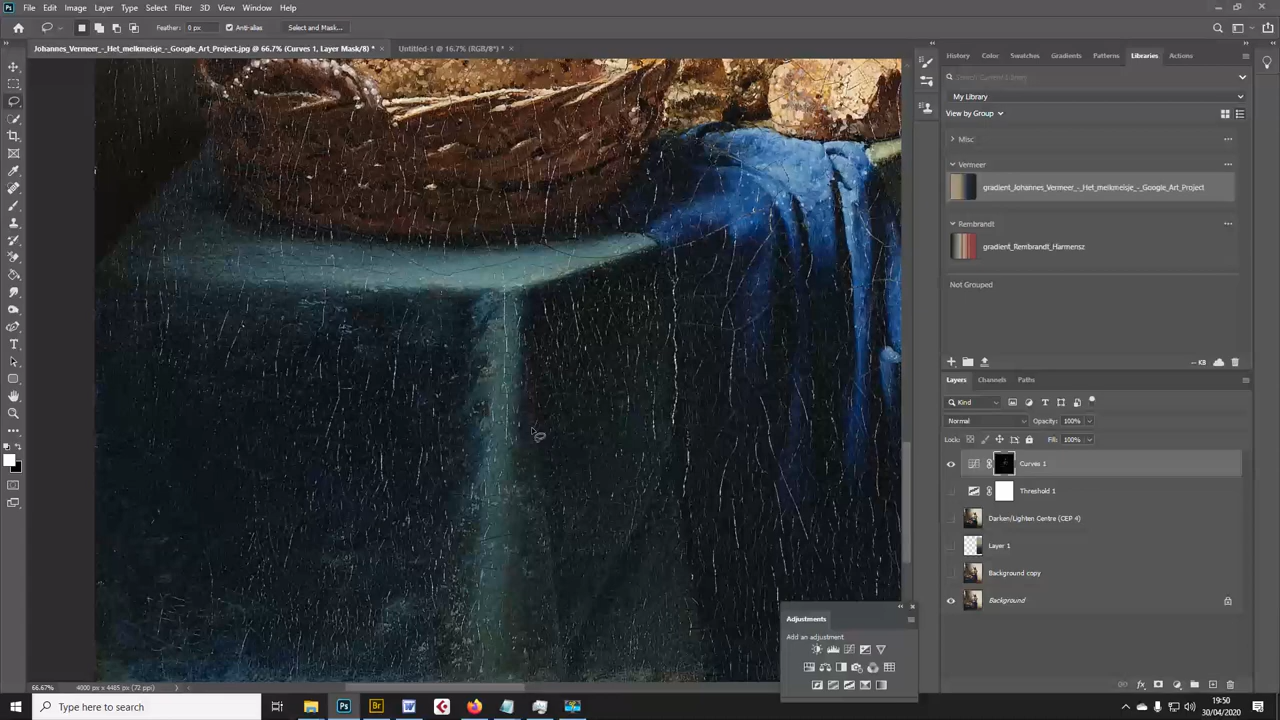 File Edit Image Layer Type Select Filter 3D View Window Help
Feather: 0 px Anti-alias Select and Mask...
Johannes_Vermeer_-_Het_melkmeisje_-_Google_Art_Project.jpg @ 66.7% (Curves 1, Layer Mask/8) * × Untitled-1 @ 16.7% (RGB/8*) * ×
History Color Swatches Gradients Patterns Libraries Actions
Search Current Library
My Library
View by Group
Misc
Vermeer
gradient_Johannes_Vermeer_-_Het_melkmeisje_-_Google_Art_Project
Rembrandt
gradient_Rembrandt_Harmensz
Not Grouped
-- KB
Layers Channels Paths
Kind
Normal Opacity: 100%
Lock: Fill: 100%
Curves 1
Threshold 1
Darken/Lighten Centre (CEP 4)
Layer 1
Background copy
Background
Adjustments
Add an adjustment
66.67% 4000 px x 4485 px (72 ppi)
Type here to search
19:50
30/04/2020